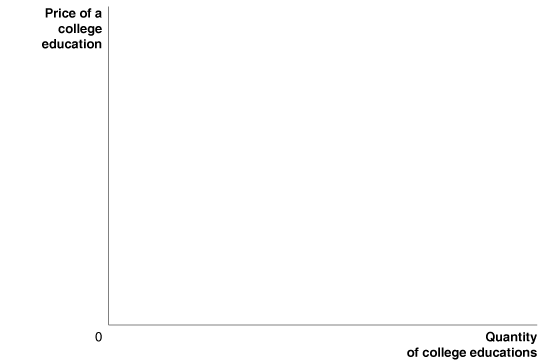 Price of a
college
education
0
Quantity
of college educations